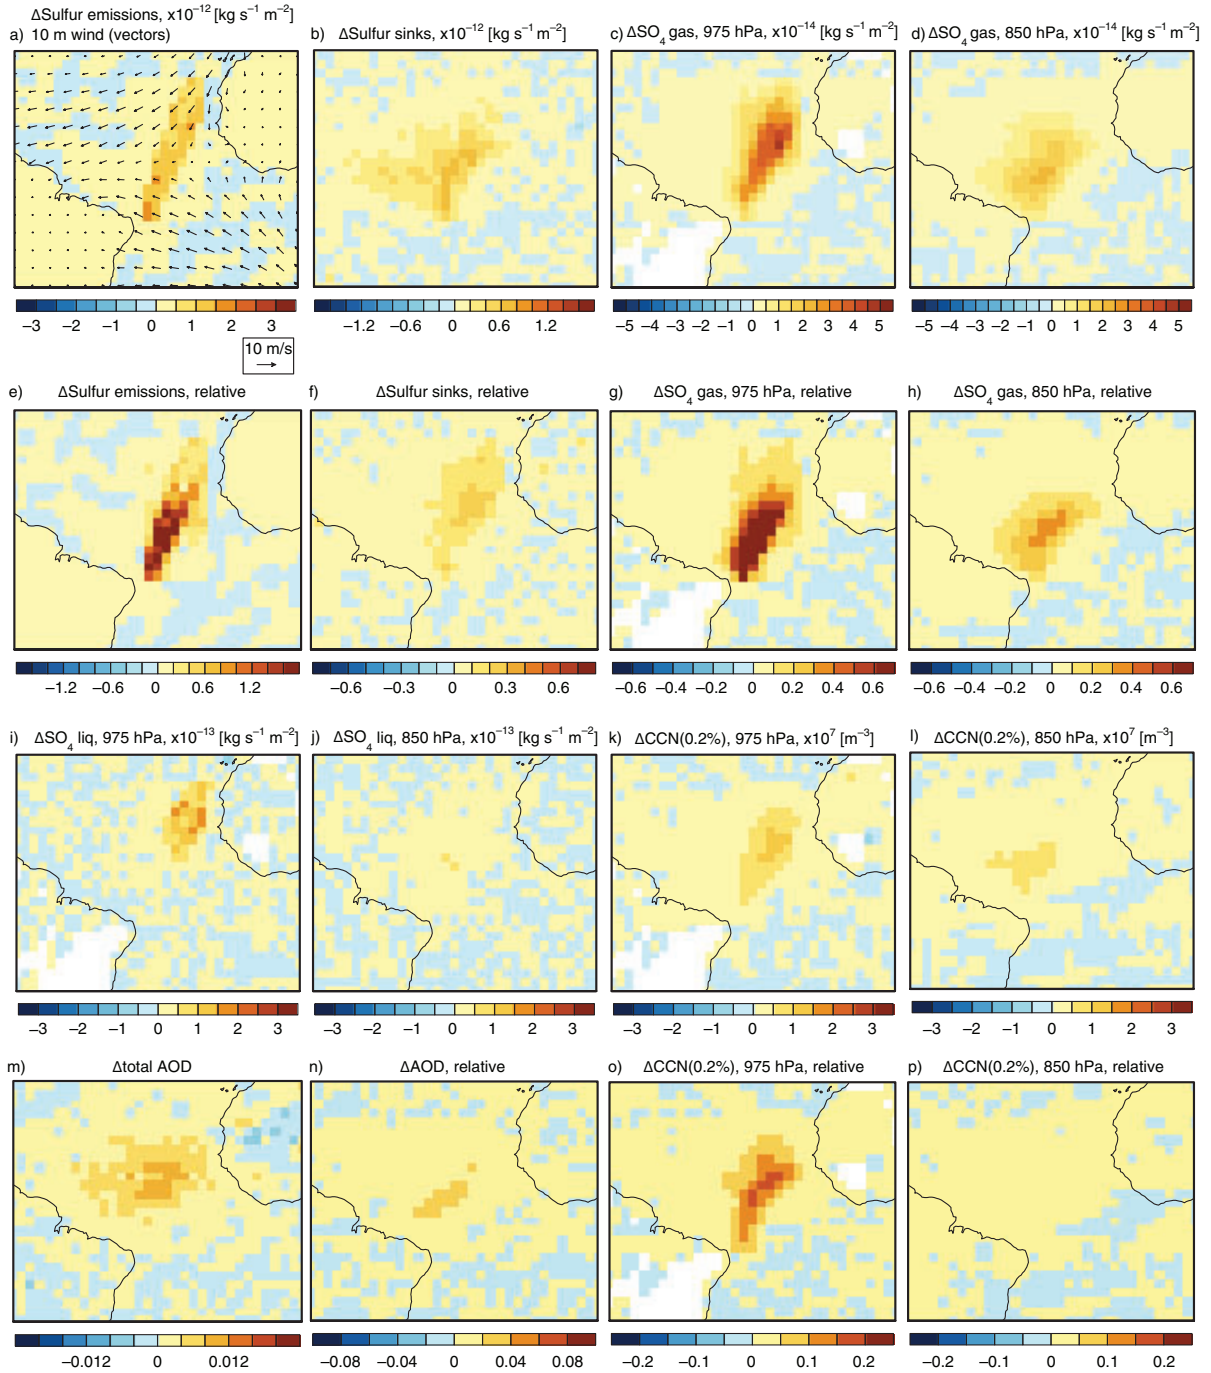 ΔSulfur emissions, x10⁻¹² [kg s⁻¹ m⁻²]
a) 10 m wind (vectors)
b) ΔSulfur sinks, x10⁻¹² [kg s⁻¹ m⁻²]
c) ΔSO₄ gas, 975 hPa, x10⁻¹⁴ [kg s⁻¹ m⁻²]
d) ΔSO₄ gas, 850 hPa, x10⁻¹⁴ [kg s⁻¹ m⁻²]
−3 −2 −1 0 1 2 3
−1.2 −0.6 0 0.6 1.2
−5 −4 −3 −2 −1 0 1 2 3 4 5
−5 −4 −3 −2 −1 0 1 2 3 4 5
10 m/s
e) ΔSulfur emissions, relative
f) ΔSulfur sinks, relative
g) ΔSO₄ gas, 975 hPa, relative
h) ΔSO₄ gas, 850 hPa, relative
−1.2 −0.6 0 0.6 1.2
−0.6 −0.3 0 0.3 0.6
−0.6 −0.4 −0.2 0 0.2 0.4 0.6
−0.6 −0.4 −0.2 0 0.2 0.4 0.6
i) ΔSO₄ liq, 975 hPa, x10⁻¹³ [kg s⁻¹ m⁻²]
j) ΔSO₄ liq, 850 hPa, x10⁻¹³ [kg s⁻¹ m⁻²]
k) ΔCCN(0.2%), 975 hPa, x10⁷ [m⁻³]
l) ΔCCN(0.2%), 850 hPa, x10⁷ [m⁻³]
−3 −2 −1 0 1 2 3
−3 −2 −1 0 1 2 3
−3 −2 −1 0 1 2 3
−3 −2 −1 0 1 2 3
m) Δtotal AOD
n) ΔAOD, relative
o) ΔCCN(0.2%), 975 hPa, relative
p) ΔCCN(0.2%), 850 hPa, relative
−0.012 0 0.012
−0.08 −0.04 0 0.04 0.08
−0.2 −0.1 0 0.1 0.2
−0.2 −0.1 0 0.1 0.2